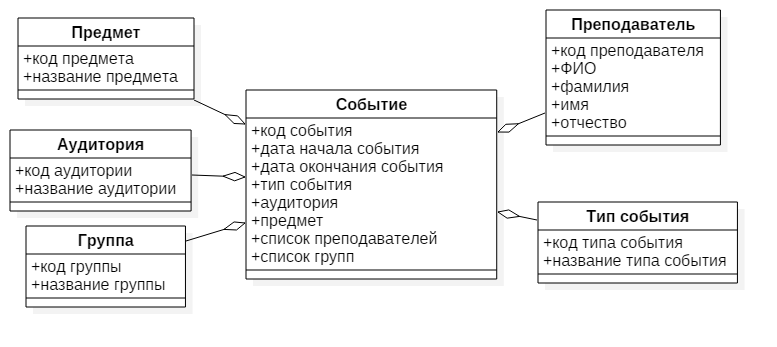 Предмет
+код предмета
+название предмета
Аудитория
+код аудитории
+название аудитории
Группа
+код группы
+название группы
Событие
+код события
+дата начала события
+дата окончания события
+тип события
+аудитория
+предмет
+список преподавателей
+список групп
Преподаватель
+код преподавателя
+ФИО
+фамилия
+имя
+отчество
Тип события
+код типа события
+название типа события